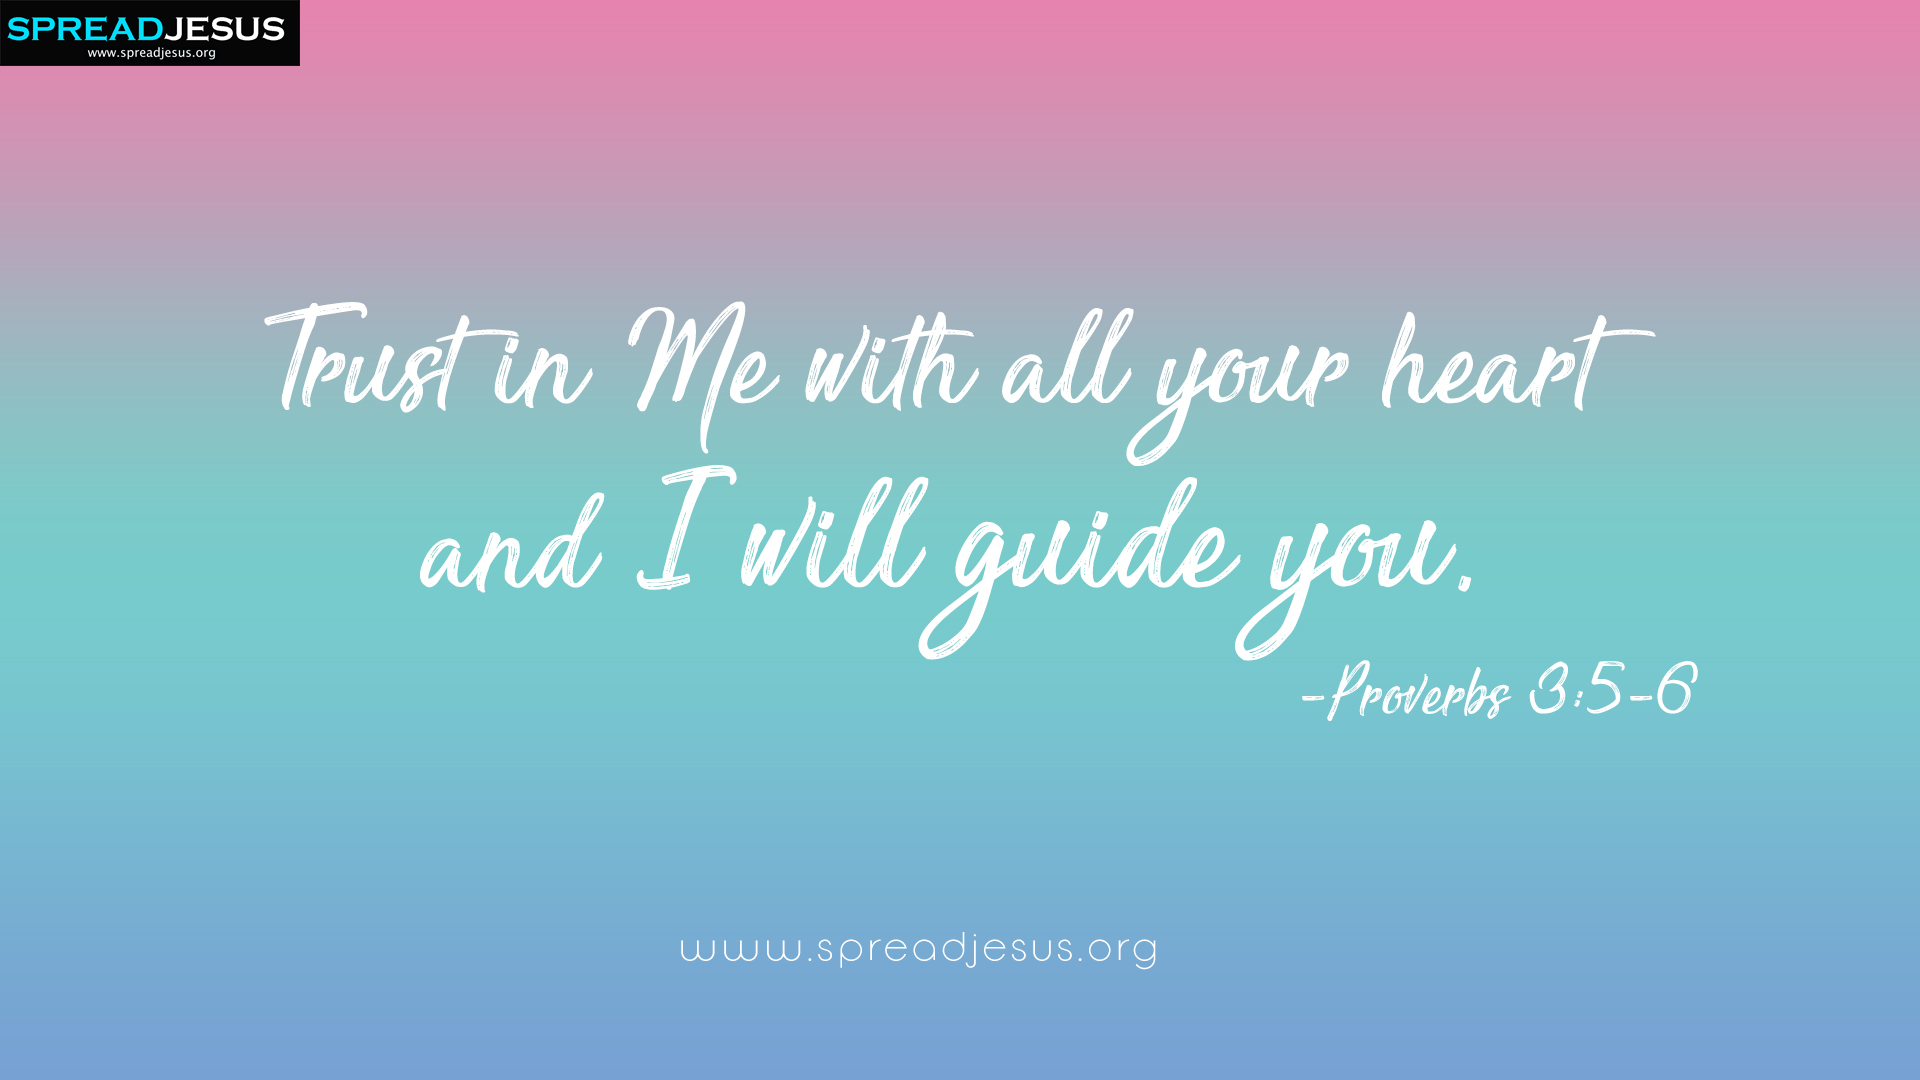 SPREADJESUS
www.spreadjesus.org
Trust in Me with all your heart
and I will guide you.
-Proverbs 3:5-6
www.spreadjesus.org